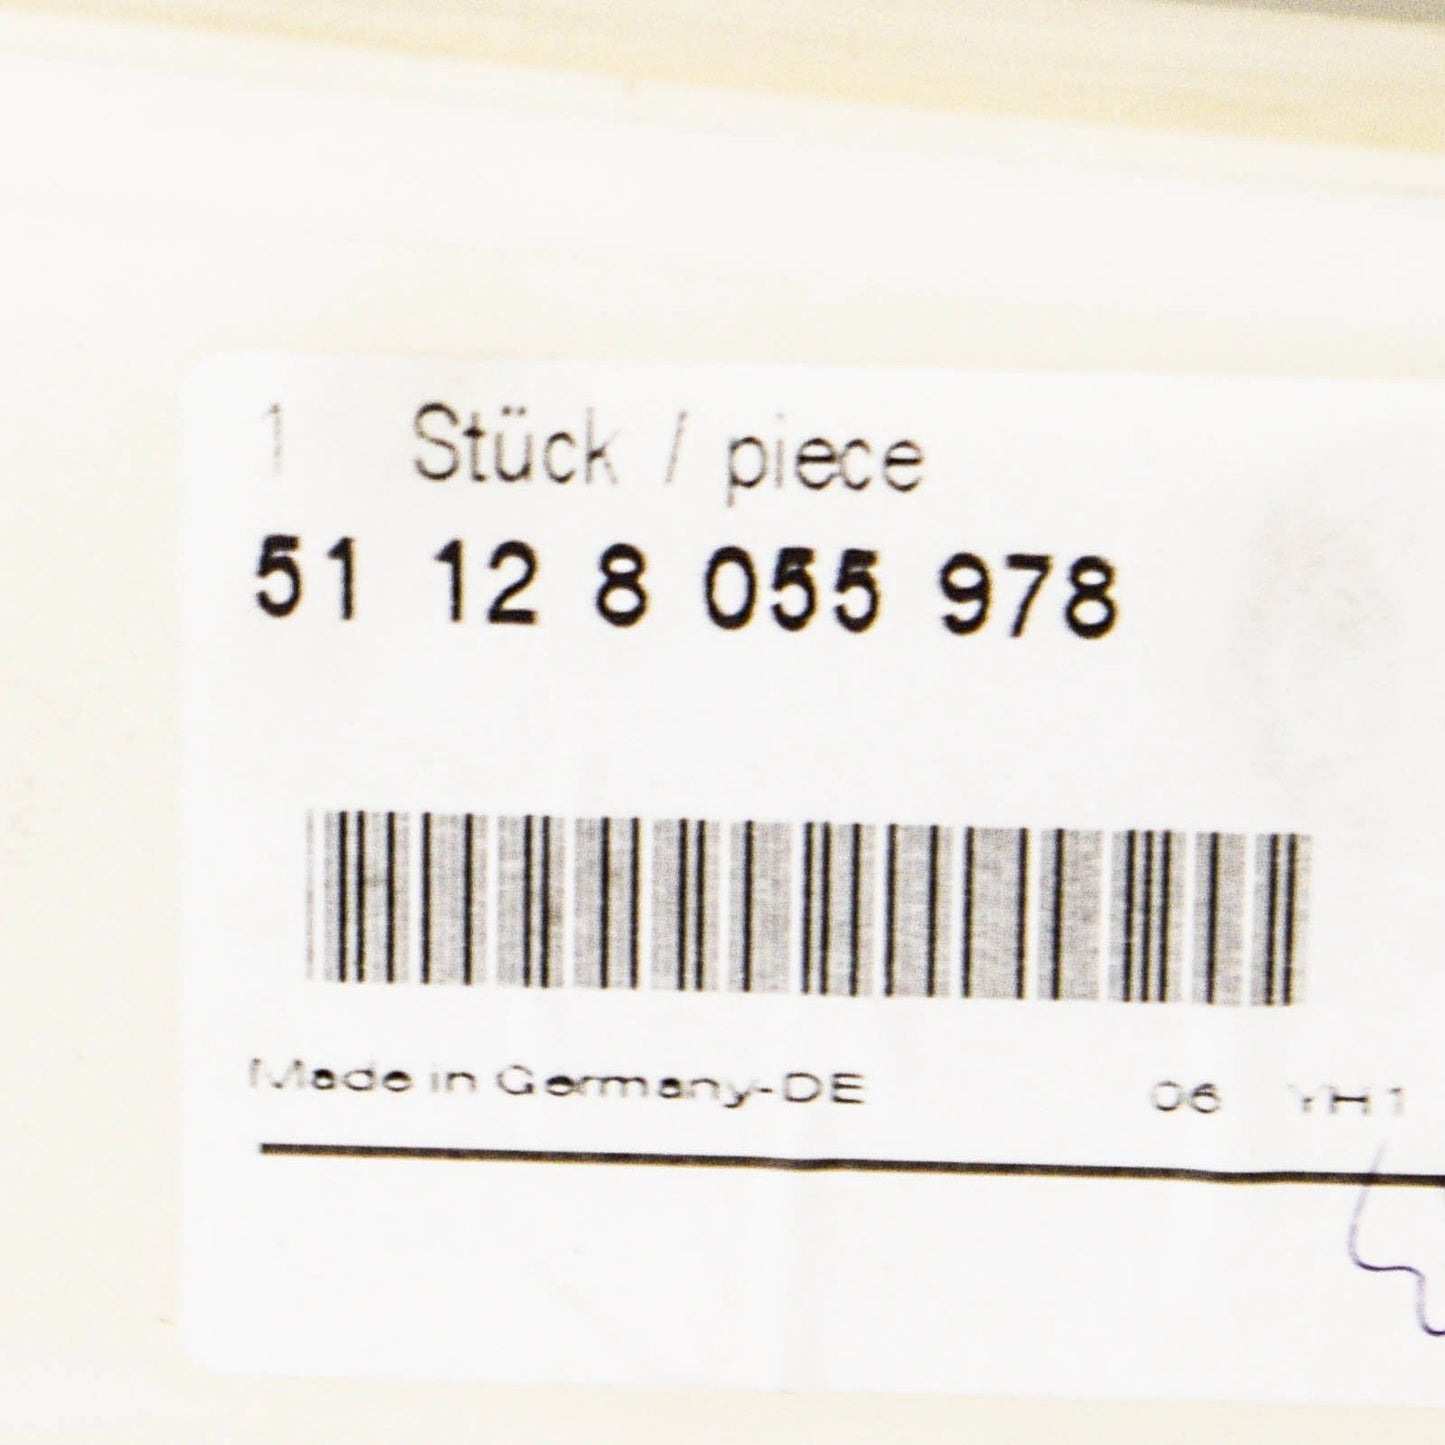 1 Stück / piece
51 12 8 055 978
Made in Germany-DE 06 YH1